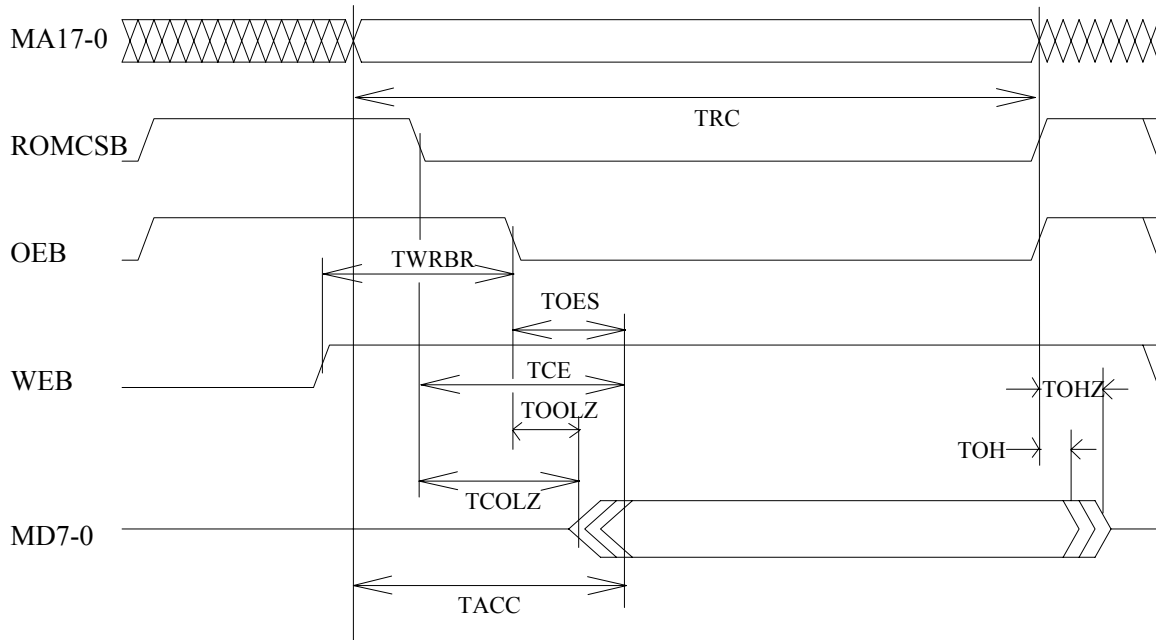 MA17-0
TRC
ROMCSB
OEB
TWRBR
TOES
WEB
TCE
TOHZ
TOOLZ
TOH
TCOLZ
MD7-0
TACC